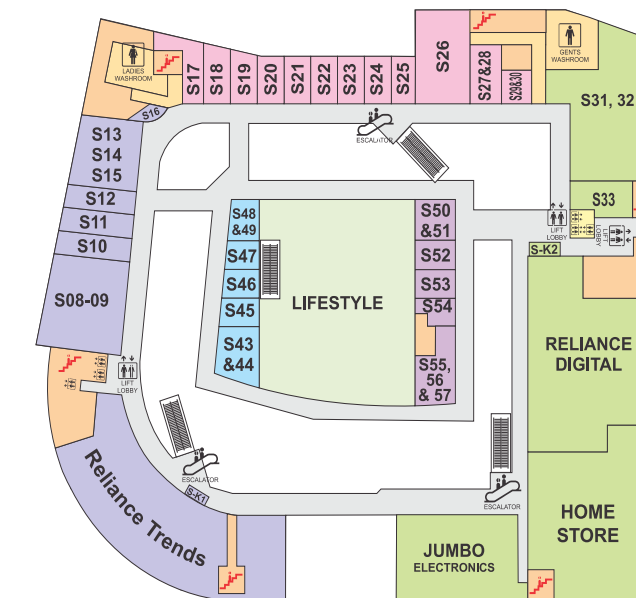 LADIES
WASHROOM
GENTS
WASHROOM
S16
S17
S18
S19
S20
S21
S22
S23
S24
S25
S26
S27&28
S29&30
S31, 32
S33
ESCALATOR
S13
S14
S15
S12
S11
S10
S08-09
S48
&49
S47
S46
S45
S43
&44
LIFESTYLE
S50
&51
S52
S53
S54
S55,
56
& 57
LIFT
LOBBY
LIFT
LOBBY
S-K2
RELIANCE
DIGITAL
LIFT
LOBBY
ESCALATOR
S-K1
Reliance Trends
ESCALATOR
HOME
STORE
JUMBO
ELECTRONICS